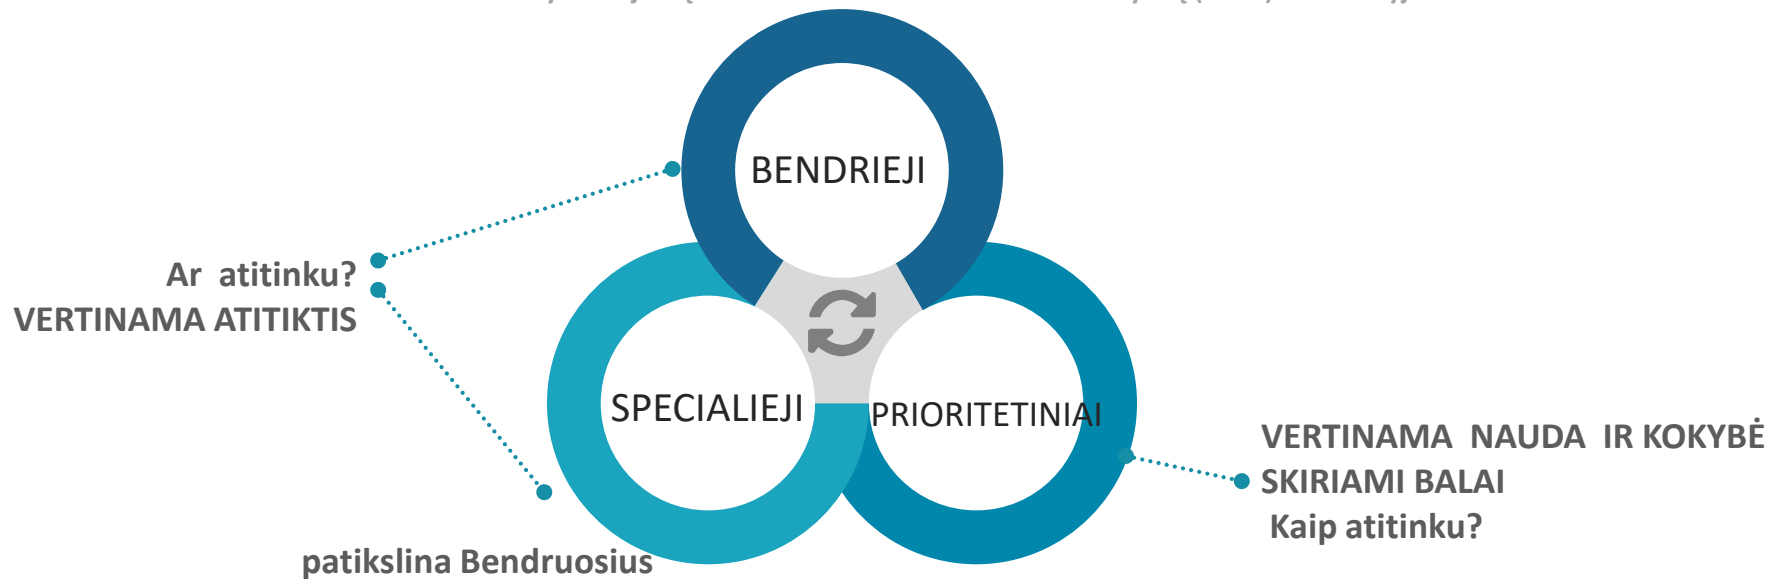 BENDRIEJI
Ar atitinku?
VERTINAMA ATITIKTIS
SPECIALIEJI
PRIORITETINIAI
VERTINAMA NAUDA IR KOKYBĖ
SKIRIAMI BALAI
Kaip atitinku?
patikslina Bendruosius